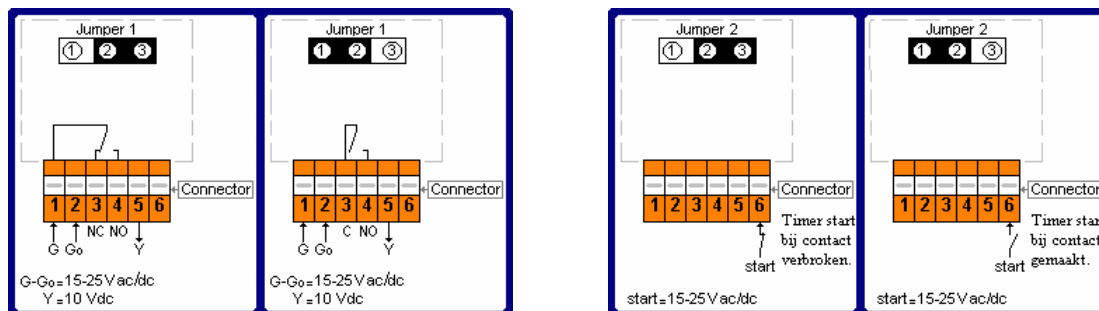 Jumper 1
1 2 3
Connector
1 2 3 4 5 6
NC NO
G Go Y
G-Go=15-25Vac/dc
Y=10 Vdc
Jumper 1
1 2 3
Connector
1 2 3 4 5 6
C NO
G Go Y
G-Go=15-25Vac/dc
Y=10 Vdc
Jumper 2
1 2 3
Connector
1 2 3 4 5 6
Timer start
bij contact
verbroken.
start
start=15-25Vac/dc
Jumper 2
1 2 3
Connector
1 2 3 4 5 6
Timer star
bij contact
gemaakt.
start
start=15-25Vac/dc